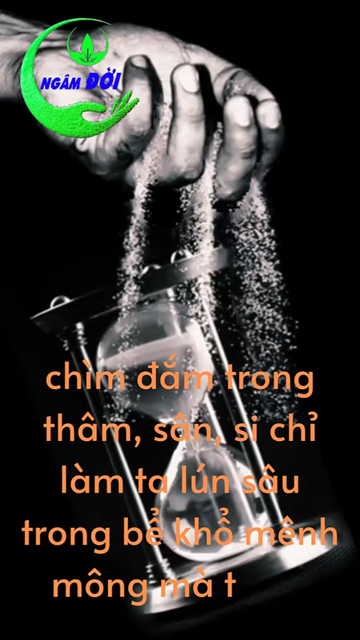 NGÂM ĐỜI
chìm đắm trong
thâm, sân, si chỉ
làm ta lún sâu
trong bể khổ mênh
mông mà t